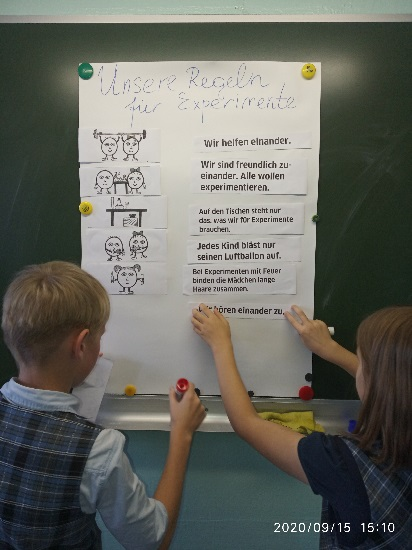 Unsere Regeln
für Experimente
Wir helfen einander.
Wir sind freundlich zu-
einander. Alle wollen
experimentieren.
Auf den Tischen steht nur
das, was wir für Experimente
brauchen.
Jedes Kind bläst nur
seinen Luftballon auf.
Bei Experimenten mit Feuer
binden die Mädchen lange
Haare zusammen.
hören einander zu.
2020/09/15 15:10